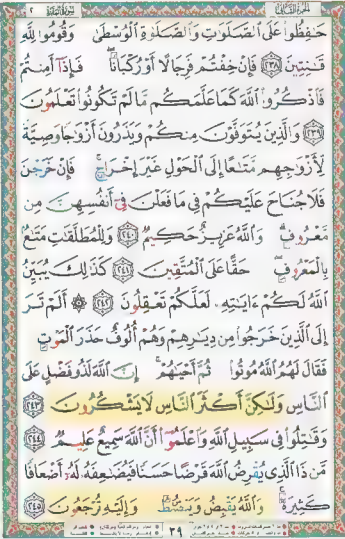 الجزء الثاني
سورة البقرة ٢
حَٰفِظُوا۟ عَلَى ٱلصَّلَوَٰتِ وَٱلصَّلَوٰةِ ٱلْوُسْطَىٰ وَقُومُوا۟ لِلَّهِ
قَٰنِتِينَ ٢٣٨ فَإِنْ خِفْتُمْ فَرِجَالًا أَوْ رُكْبَانًا ۖ فَإِذَآ أَمِنتُمْ
فَٱذْكُرُوا۟ ٱللَّهَ كَمَا عَلَّمَكُم مَّا لَمْ تَكُونُوا۟ تَعْلَمُونَ
٢٣٩ وَٱلَّذِينَ يُتَوَفَّوْنَ مِنكُمْ وَيَذَرُونَ أَزْوَٰجًا وَصِيَّةً
لِّأَزْوَٰجِهِم مَّتَٰعًا إِلَى ٱلْحَوْلِ غَيْرَ إِخْرَاجٍ ۚ فَإِنْ خَرَجْنَ
فَلَا جُنَاحَ عَلَيْكُمْ فِى مَا فَعَلْنَ فِىٓ أَنفُسِهِنَّ مِن
مَّعْرُوفٍ ۗ وَٱللَّهُ عَزِيزٌ حَكِيمٌ ٢٤٠ وَلِلْمُطَلَّقَٰتِ مَتَٰعٌۢ
بِٱلْمَعْرُوفِ ۖ حَقًّا عَلَى ٱلْمُتَّقِينَ ٢٤١ كَذَٰلِكَ يُبَيِّنُ
ٱللَّهُ لَكُمْ ءَايَٰتِهِۦ لَعَلَّكُمْ تَعْقِلُونَ ٢٤٢ ۞ أَلَمْ تَرَ
إِلَى ٱلَّذِينَ خَرَجُوا۟ مِن دِيَٰرِهِمْ وَهُمْ أُلُوفٌ حَذَرَ ٱلْمَوْتِ
فَقَالَ لَهُمُ ٱللَّهُ مُوتُوا۟ ثُمَّ أَحْيَٰهُمْ ۚ إِنَّ ٱللَّهَ لَذُو فَضْلٍ عَلَى
ٱلنَّاسِ وَلَٰكِنَّ أَكْثَرَ ٱلنَّاسِ لَا يَشْكُرُونَ ٢٤٣
وَقَٰتِلُوا۟ فِى سَبِيلِ ٱللَّهِ وَٱعْلَمُوٓا۟ أَنَّ ٱللَّهَ سَمِيعٌ عَلِيمٌ ٢٤٤
مَّن ذَا ٱلَّذِى يُقْرِضُ ٱللَّهَ قَرْضًا حَسَنًا فَيُضَٰعِفَهُۥ لَهُۥٓ أَضْعَافًا
كَثِيرَةً ۚ وَٱللَّهُ يَقْبِضُ وَيَبْصُۜطُ وَإِلَيْهِ تُرْجَعُونَ ٢٤٥
٣٩